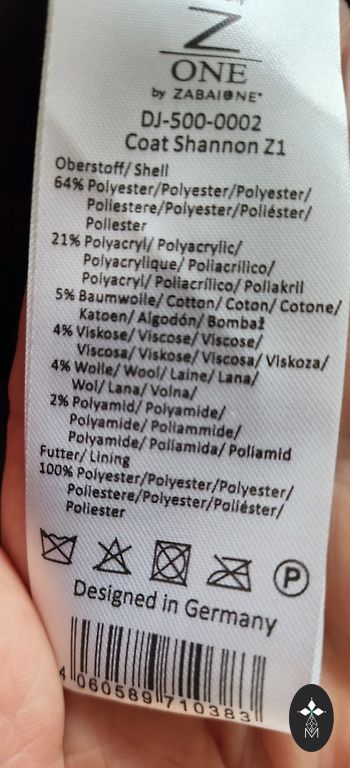 Z
ONE
by ZABAIONE
DJ-500-0002
Coat Shannon Z1
Oberstoff/ Shell
64% Polyester/Polyester/Polyester/
Poliestere/Polyester/Poliéster/
Poliester
21% Polyacryl/ Polyacrylic/
Polyacrylique/ Poliacrilico/
Polyacryl/ Poliacrílico/ Poliakril
5% Baumwolle/ Cotton/ Coton/ Cotone/
Katoen/ Algodón/ Bombaž
4% Viskose/ Viscose/ Viscose/
Viscosa/ Viskose/ Viscosa/ Viskoza/
4% Wolle/ Wool/ Laine/ Lana/
Wol/ Lana/ Volna/
2% Polyamid/ Polyamide/
Polyamide/ Poliammide/
Polyamide/ Poliamida/ Poliamid
Futter/ Lining
100% Polyester/Polyester/Polyester/
Poliestere/Polyester/Poliéster/
Poliester
P
Designed in Germany
4 060589 710383
M